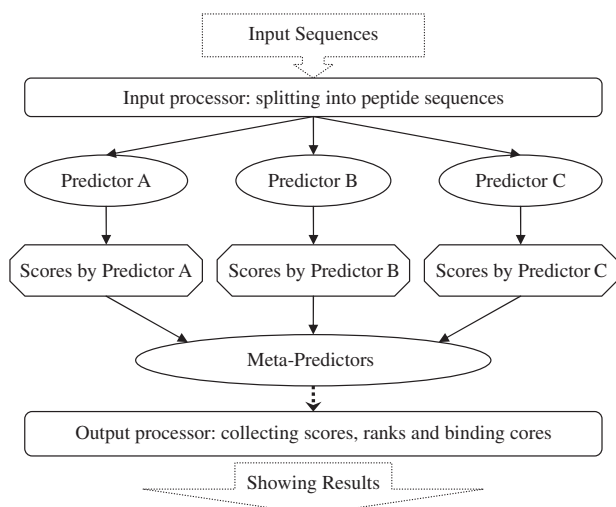 Input Sequences
Input processor: splitting into peptide sequences
Predictor A
Predictor B
Predictor C
Scores by Predictor A
Scores by Predictor B
Scores by Predictor C
Meta-Predictors
Output processor: collecting scores, ranks and binding cores
Showing Results